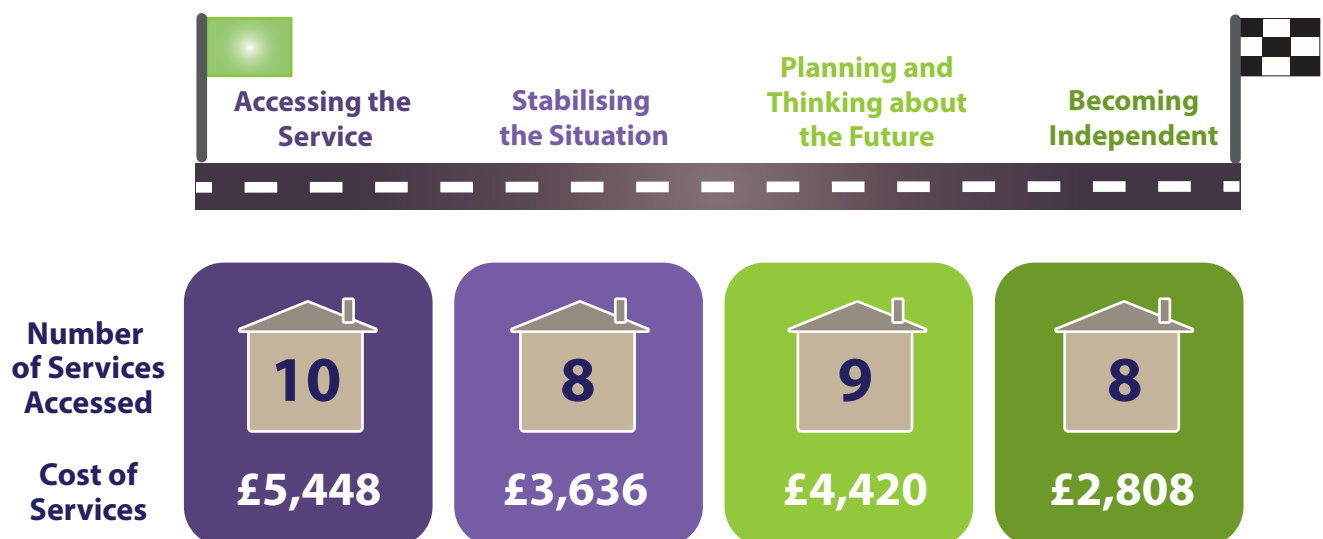 Accessing the
Service
Stabilising
the Situation
Planning and
Thinking about
the Future
Becoming
Independent
Number
of Services
Accessed
10
8
9
8
Cost of
Services
£5,448
£3,636
£4,420
£2,808